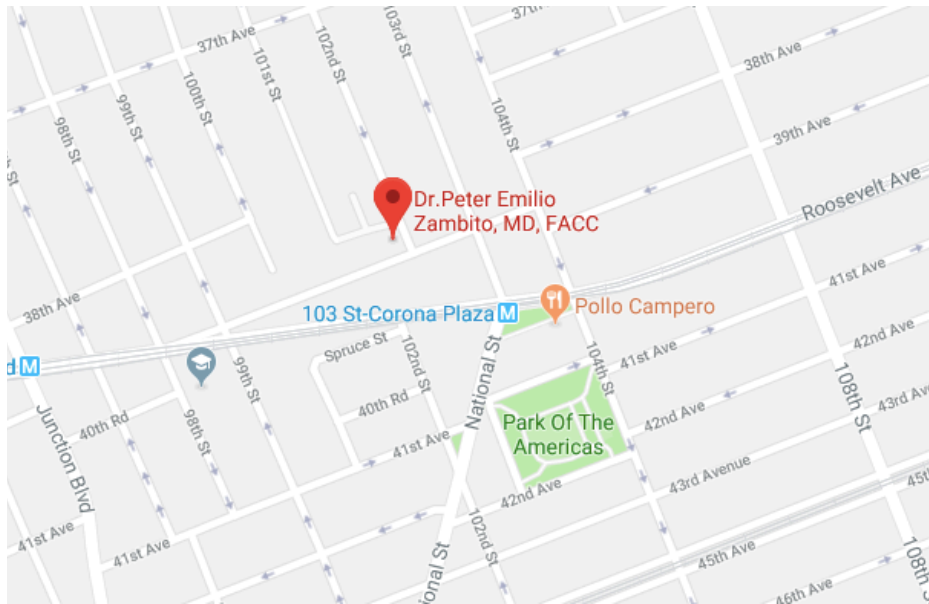 37th Ave
37th Ave
103rd St
102nd St
101st St
100th St
99th St
98th St
104th St
38th Ave
39th Ave
Roosevelt Ave
Dr.Peter Emilio
Zambito, MD, FACC
38th Ave
103 St-Corona Plaza M
Pollo Campero
41st Ave
Spruce St
102nd St
National St
104th St
41st Ave
42nd Ave
108th St
d M
99th St
40th Rd
98th St
40th Rd
Junction Blvd
41st Ave
Park Of The
Americas
42nd Ave
43rd Ave
43rd Avenue
42nd Ave
45th
41st Ave
41st Ave
102nd St
ional St
45th Ave
108th St
46th Ave